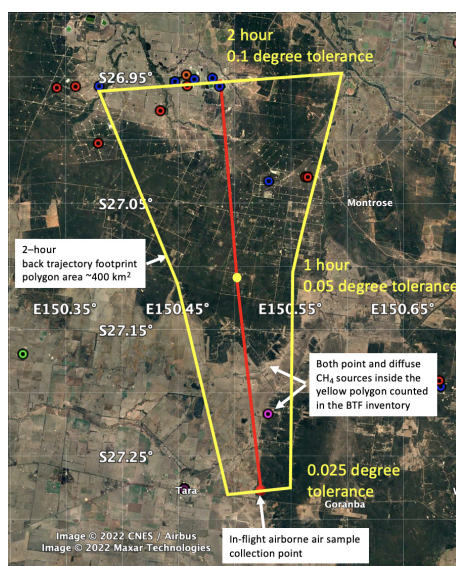 2 hour
0.1 degree tolerance
S26.95°
S27.05°
Montrose
2–hour
back trajectory footprint
polygon area ~400 km²
1 hour
0.05 degree tolerance
E150.35°
E150.45°
E150.55°
E150.65°
S27.15°
Both point and diffuse
CH₄ sources inside the
yellow polygon counted
in the BTF inventory
S27.25°
0.025 degree
tolerance
Tara
Goranba
In-flight airborne air sample
collection point
Image © 2022 CNES / Airbus
Image © 2022 Maxar Technologies